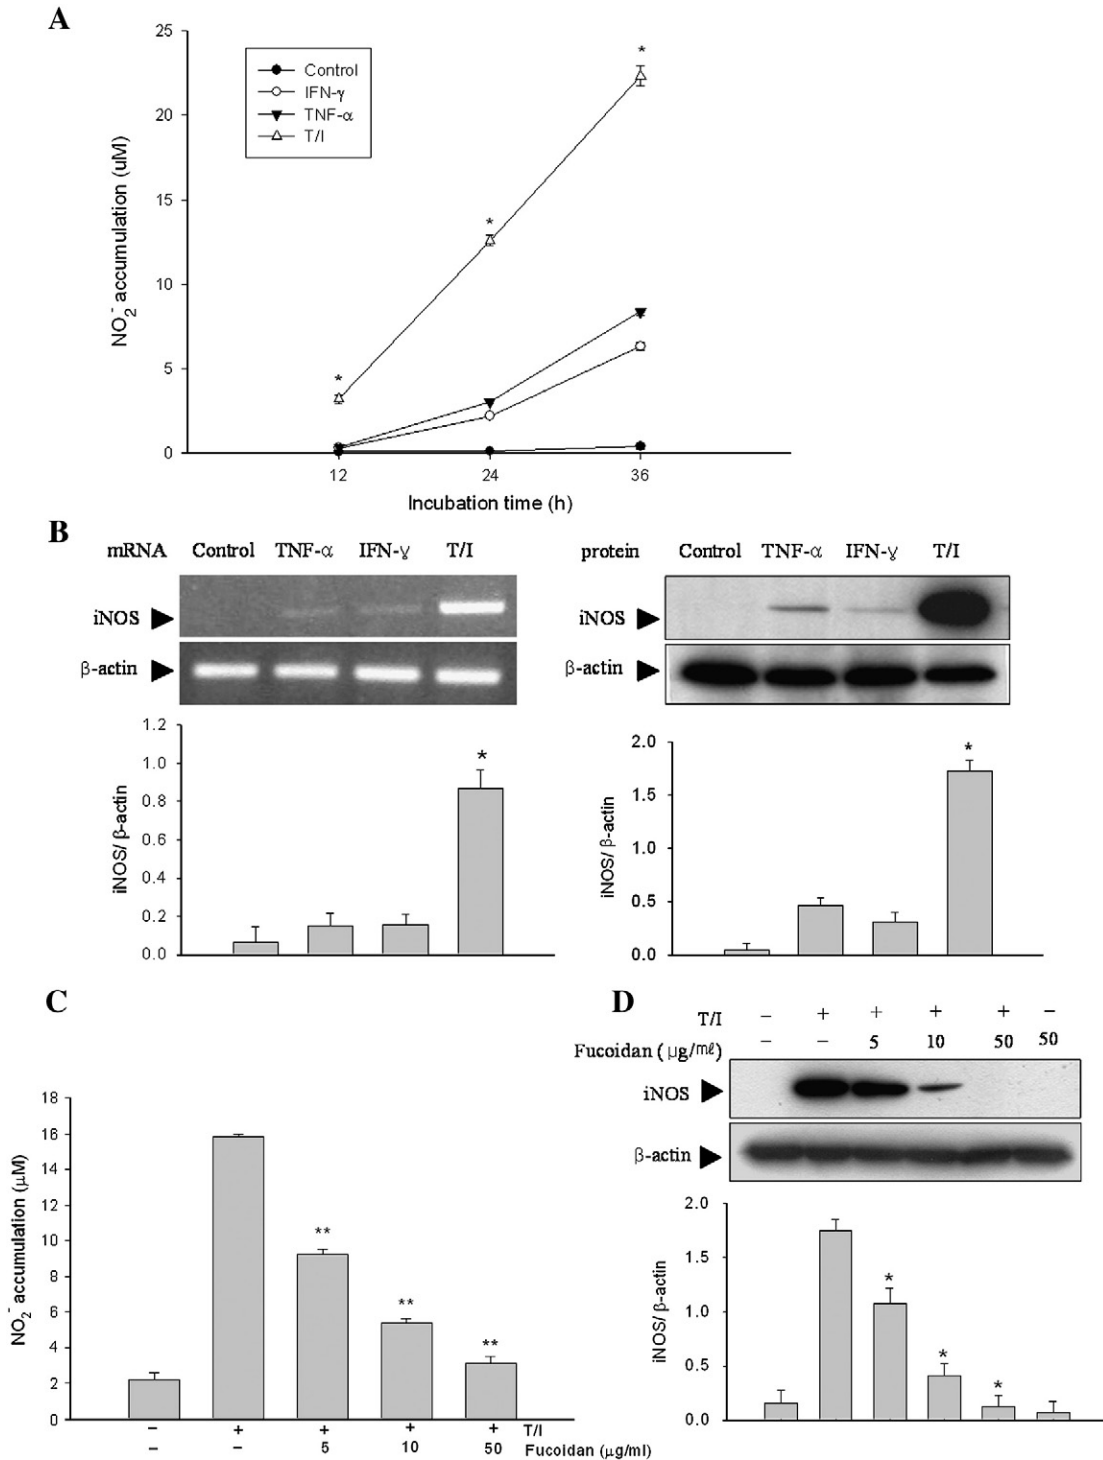 A
25
20
15
10
5
0
NO₂⁻ accumulation (uM)
Control
IFN-γ
TNF-α
T/I
*
*
*
12 24 36
Incubation time (h)
B
mRNA Control TNF-α IFN-γ T/I
iNOS
β-actin
1.2
1.0
0.8
0.6
0.4
0.2
0.0
iNOS/ β-actin
*
protein Control TNF-α IFN-γ T/I
iNOS
β-actin
2.0
1.5
1.0
0.5
0.0
iNOS/ β-actin
*
C
18
16
14
12
10
8
6
4
2
0
NO₂⁻ accumulation (μM)
**
**
**
– + + + + T/I
– – 5 10 50 Fucoidan (μg/ml)
D
T/I – + + + + –
Fucoidan ( μg/㎖) – – 5 10 50 50
iNOS
β-actin
2.0
1.5
1.0
0.5
0.0
iNOS/ β-actin
*
*
*